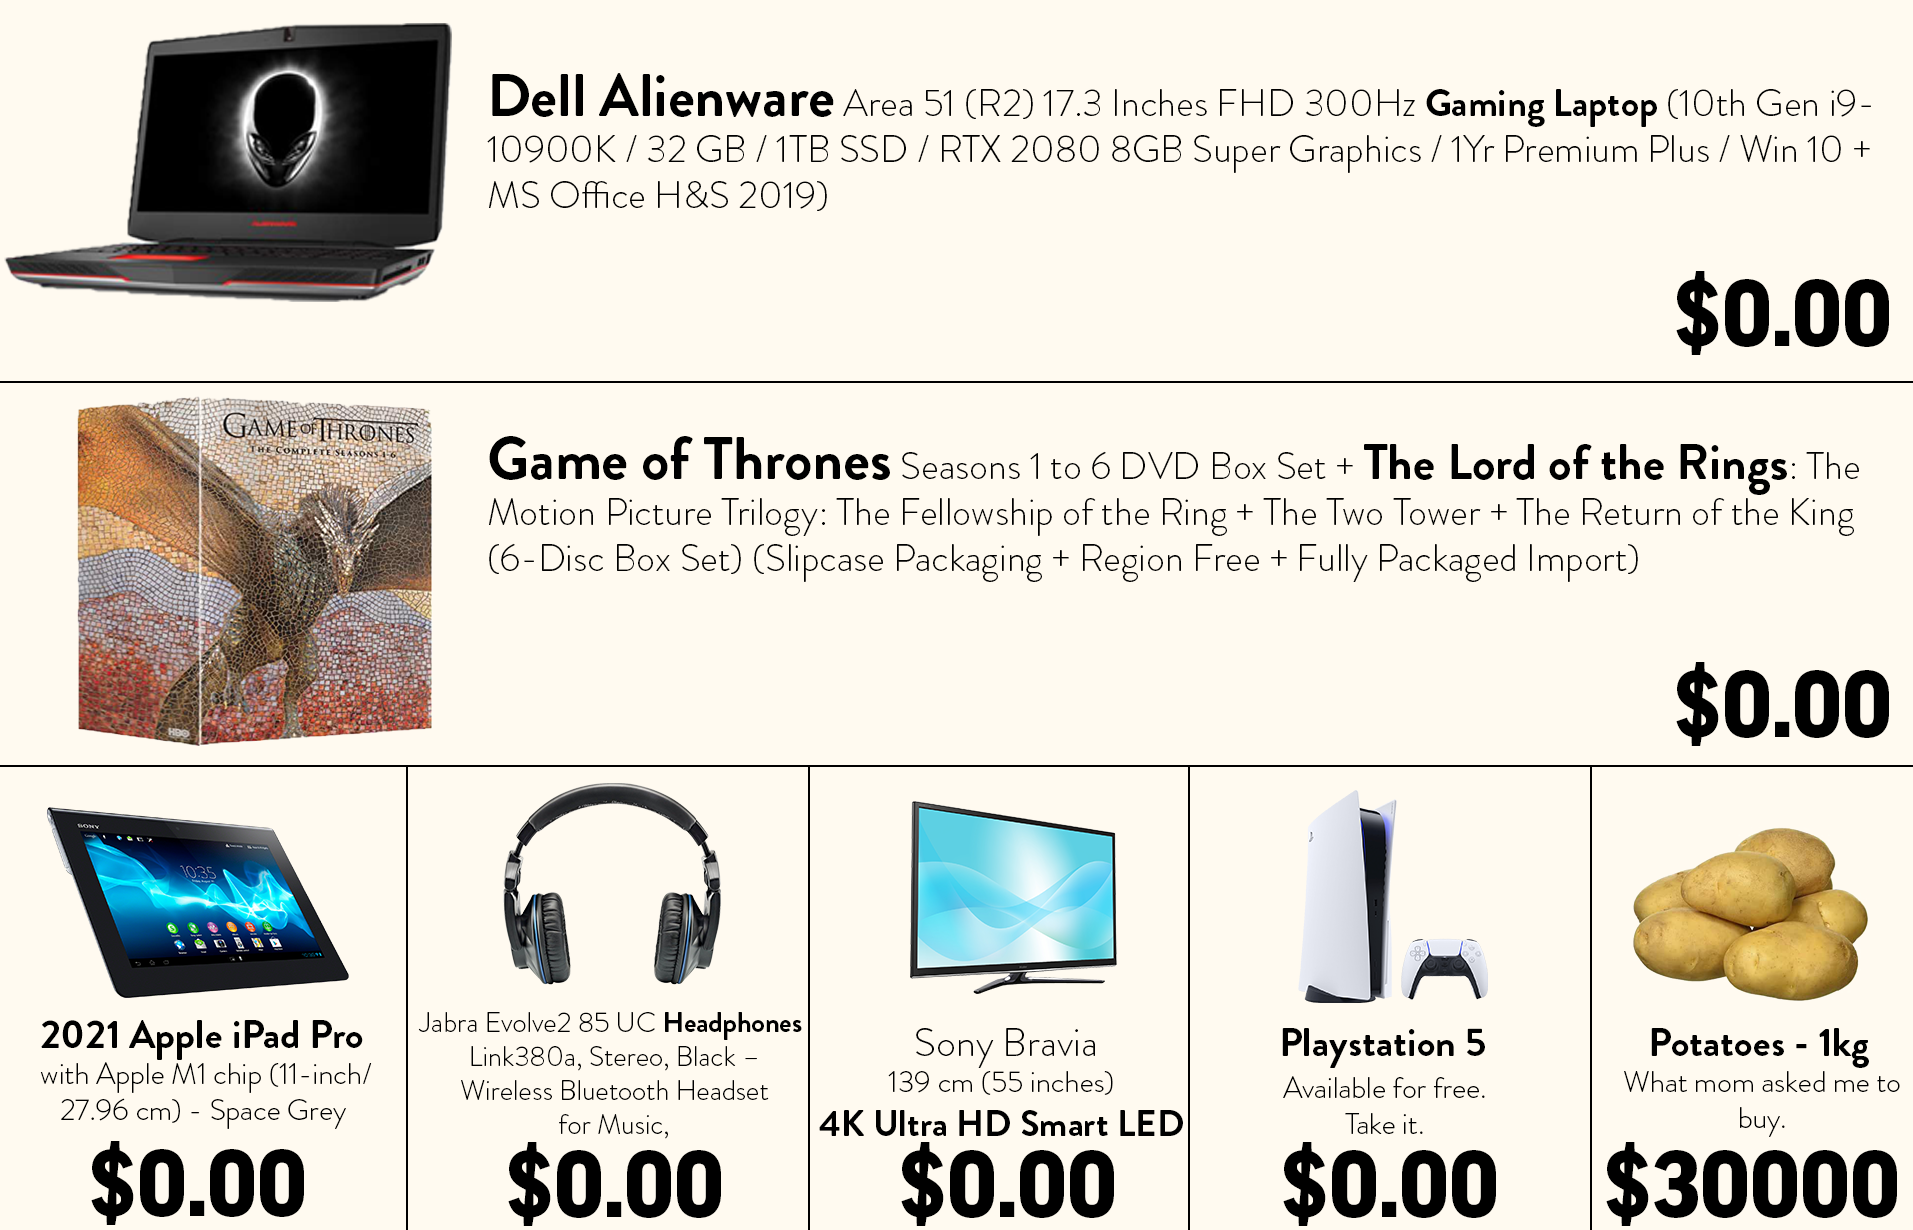 Dell Alienware Area 51 (R2) 17.3 Inches FHD 300Hz Gaming Laptop (10th Gen i9-
10900K / 32 GB / 1TB SSD / RTX 2080 8GB Super Graphics / 1Yr Premium Plus / Win 10 +
MS Office H&S 2019)
ALIENWARE
$0.00
GAME OF THRONES
THE COMPLETE SEASONS 1-6
HBO
Game of Thrones Seasons 1 to 6 DVD Box Set + The Lord of the Rings: The
Motion Picture Trilogy: The Fellowship of the Ring + The Two Tower + The Return of the King
(6-Disc Box Set) (Slipcase Packaging + Region Free + Fully Packaged Import)
$0.00
SONY
10:35
2021 Apple iPad Pro
with Apple M1 chip (11-inch/
27.96 cm) - Space Grey
$0.00
Jabra Evolve2 85 UC Headphones
Link380a, Stereo, Black –
Wireless Bluetooth Headset
for Music,
$0.00
Sony Bravia
139 cm (55 inches)
4K Ultra HD Smart LED
$0.00
Playstation 5
Available for free.
Take it.
$0.00
Potatoes - 1kg
What mom asked me to
buy.
$30000